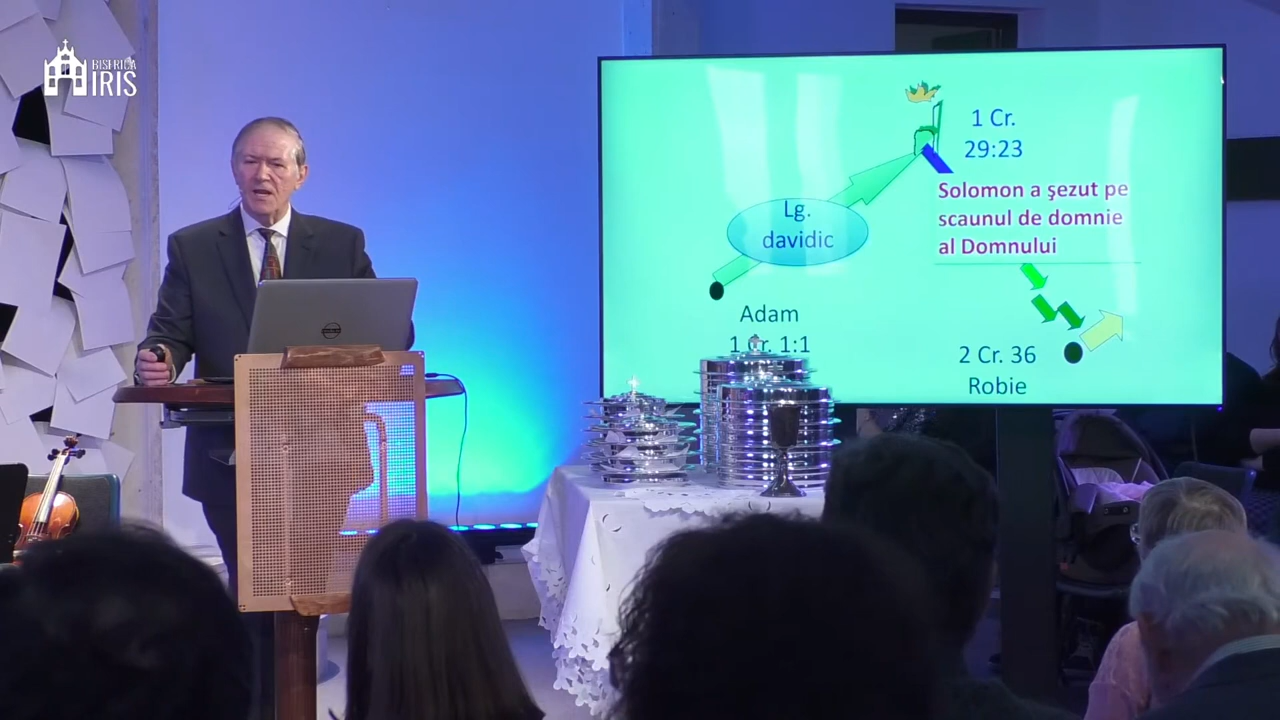 BISERICA
IRIS
1 Cr.
29:23
Solomon a şezut pe
scaunul de domnie
al Domnului
Lg.
davidic
Adam
1 Cr. 1:1
2 Cr. 36
Robie